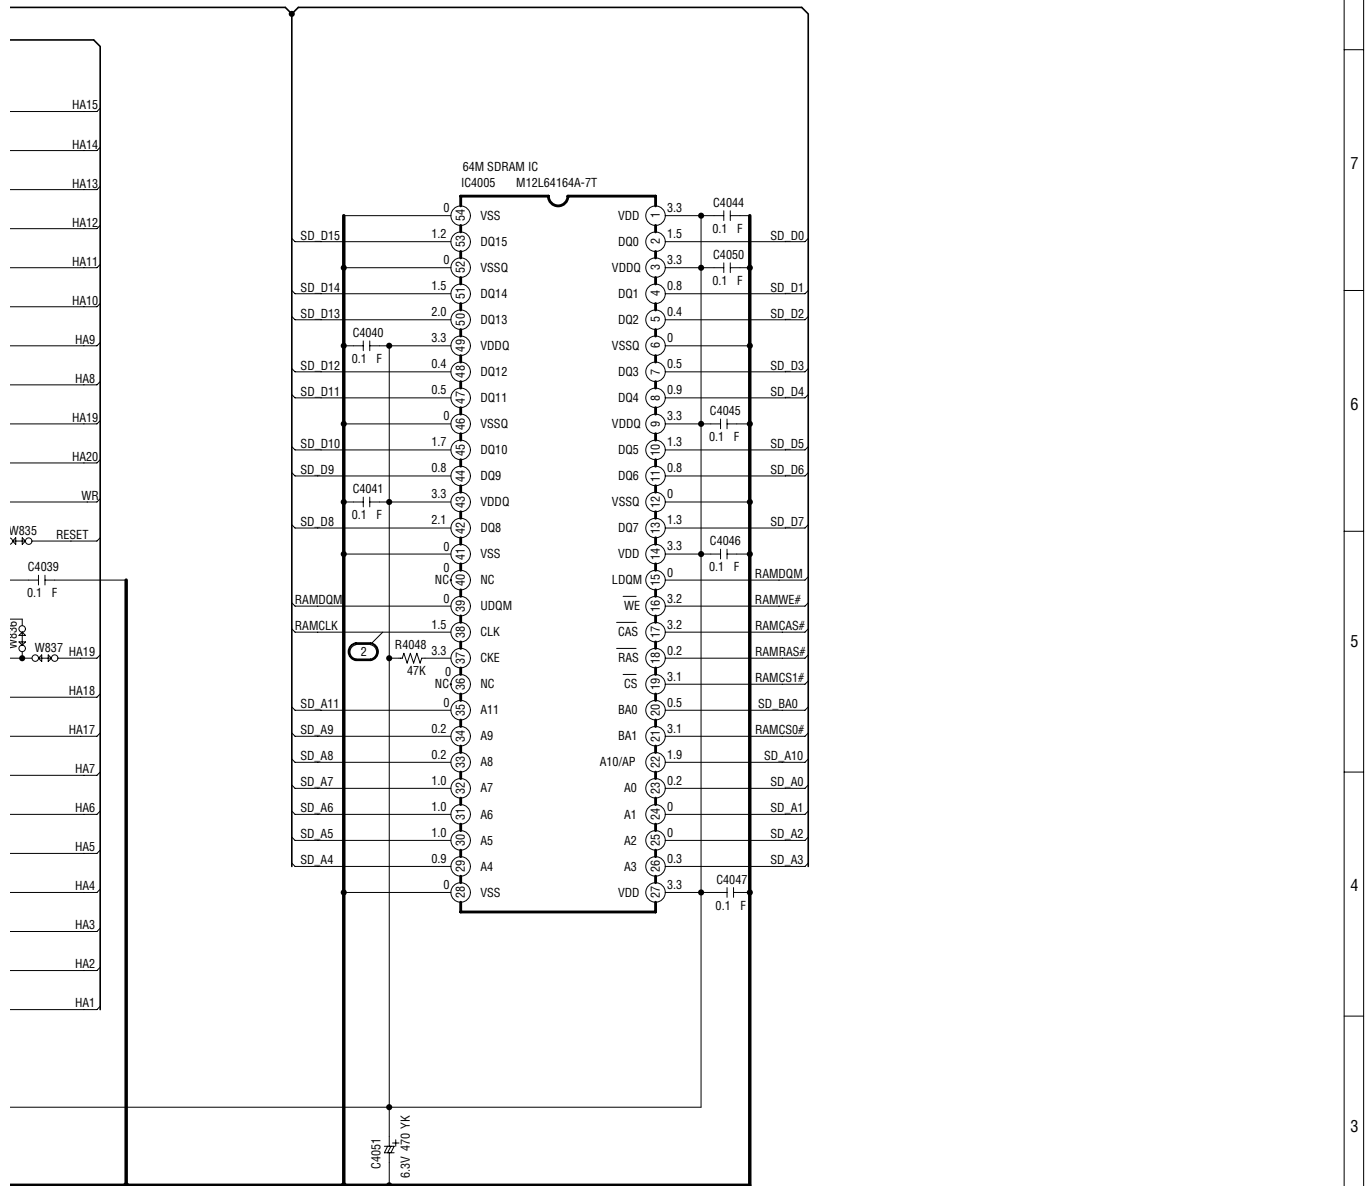 HA15
HA14
HA13
HA12
HA11
HA10
HA9
HA8
HA19
HA20
WR
W835 RESET
C4039
0.1 F
W836
W837 HA19
HA18
HA17
HA7
HA6
HA5
HA4
HA3
HA2
HA1
64M SDRAM IC
IC4005 M12L64164A-7T
0 54 VSS VDD 1 3.3 C4044
0.1 F
SD_D15 1.2 53 DQ15 DQ0 2 1.5 SD_D0
0 52 VSSQ VDDQ 3 3.3 C4050
0.1 F
SD_D14 1.5 51 DQ14 DQ1 4 0.8 SD_D1
SD_D13 2.0 50 DQ13 DQ2 5 0.4 SD_D2
C4040 3.3 49 VDDQ VSSQ 6 0
0.1 F
SD_D12 0.4 48 DQ12 DQ3 7 0.5 SD_D3
SD_D11 0.5 47 DQ11 DQ4 8 0.9 SD_D4
0 46 VSSQ VDDQ 9 3.3 C4045
0.1 F
SD_D10 1.7 45 DQ10 DQ5 10 1.3 SD_D5
SD_D9 0.8 44 DQ9 DQ6 11 0.8 SD_D6
C4041 3.3 43 VDDQ VSSQ 12 0
0.1 F
SD_D8 2.1 42 DQ8 DQ7 13 1.3 SD_D7
0 41 VSS VDD 14 3.3 C4046
0.1 F
0 NC 40 NC LDQM 15 0 RAMDQM
RAMDQM 0 39 UDQM WE 16 3.2 RAMWE#
RAMCLK 1.5 38 CLK CAS 17 3.2 RAMCAS#
2 R4048 3.3 37 CKE RAS 18 0.2 RAMRAS#
47K
0 NC 36 NC CS 19 3.1 RAMCS1#
SD_A11 0 35 A11 BA0 20 0.5 SD_BA0
SD_A9 0.2 34 A9 BA1 21 3.1 RAMCS0#
SD_A8 0.2 33 A8 A10/AP 22 1.9 SD_A10
SD_A7 1.0 32 A7 A0 23 0.2 SD_A0
SD_A6 1.0 31 A6 A1 24 0 SD_A1
SD_A5 1.0 30 A5 A2 25 0 SD_A2
SD_A4 0.9 29 A4 A3 26 0.3 SD_A3
0 28 VSS VDD 27 3.3 C4047
0.1 F
C4051
6.3V 470 YK
7
6
5
4
3